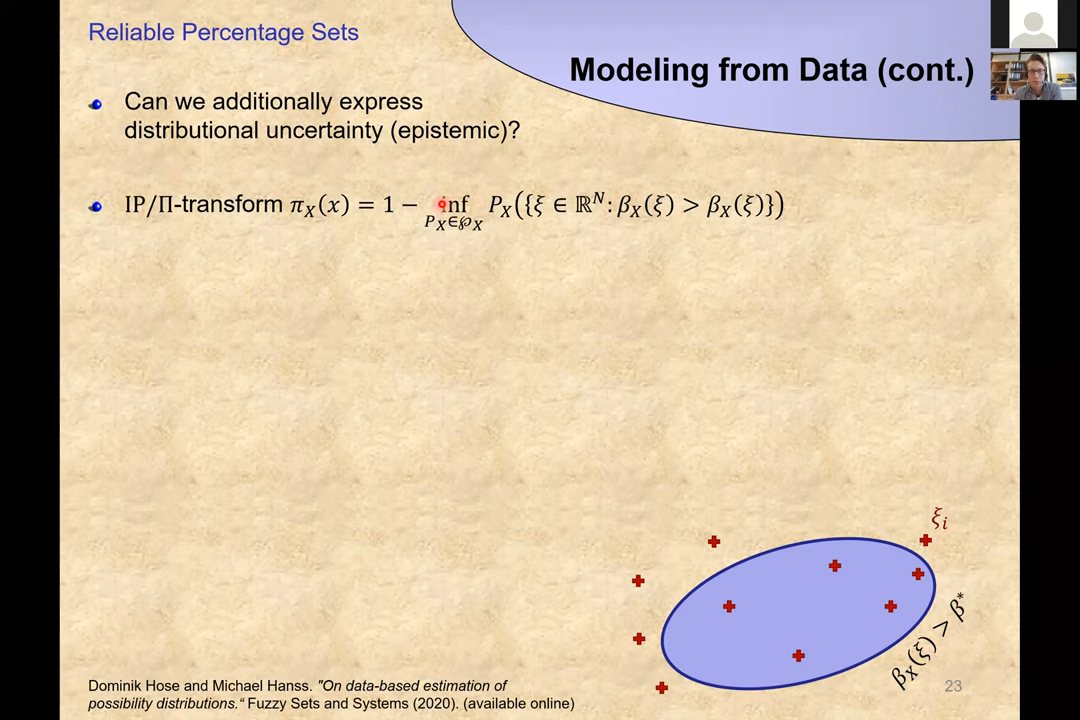 Reliable Percentage Sets
Modeling from Data (cont.)
Can we additionally express
distributional uncertainty (epistemic)?
IP/Π-transform π_X(x) = 1 − inf_{P_X∈℘_X} P_X({ξ ∈ ℝ^N: β_X(ξ) > β_X(ξ)})
ξ_i
β_X(ξ) > β*
Dominik Hose and Michael Hanss. "On data-based estimation of
possibility distributions.“ Fuzzy Sets and Systems (2020). (available online)
23